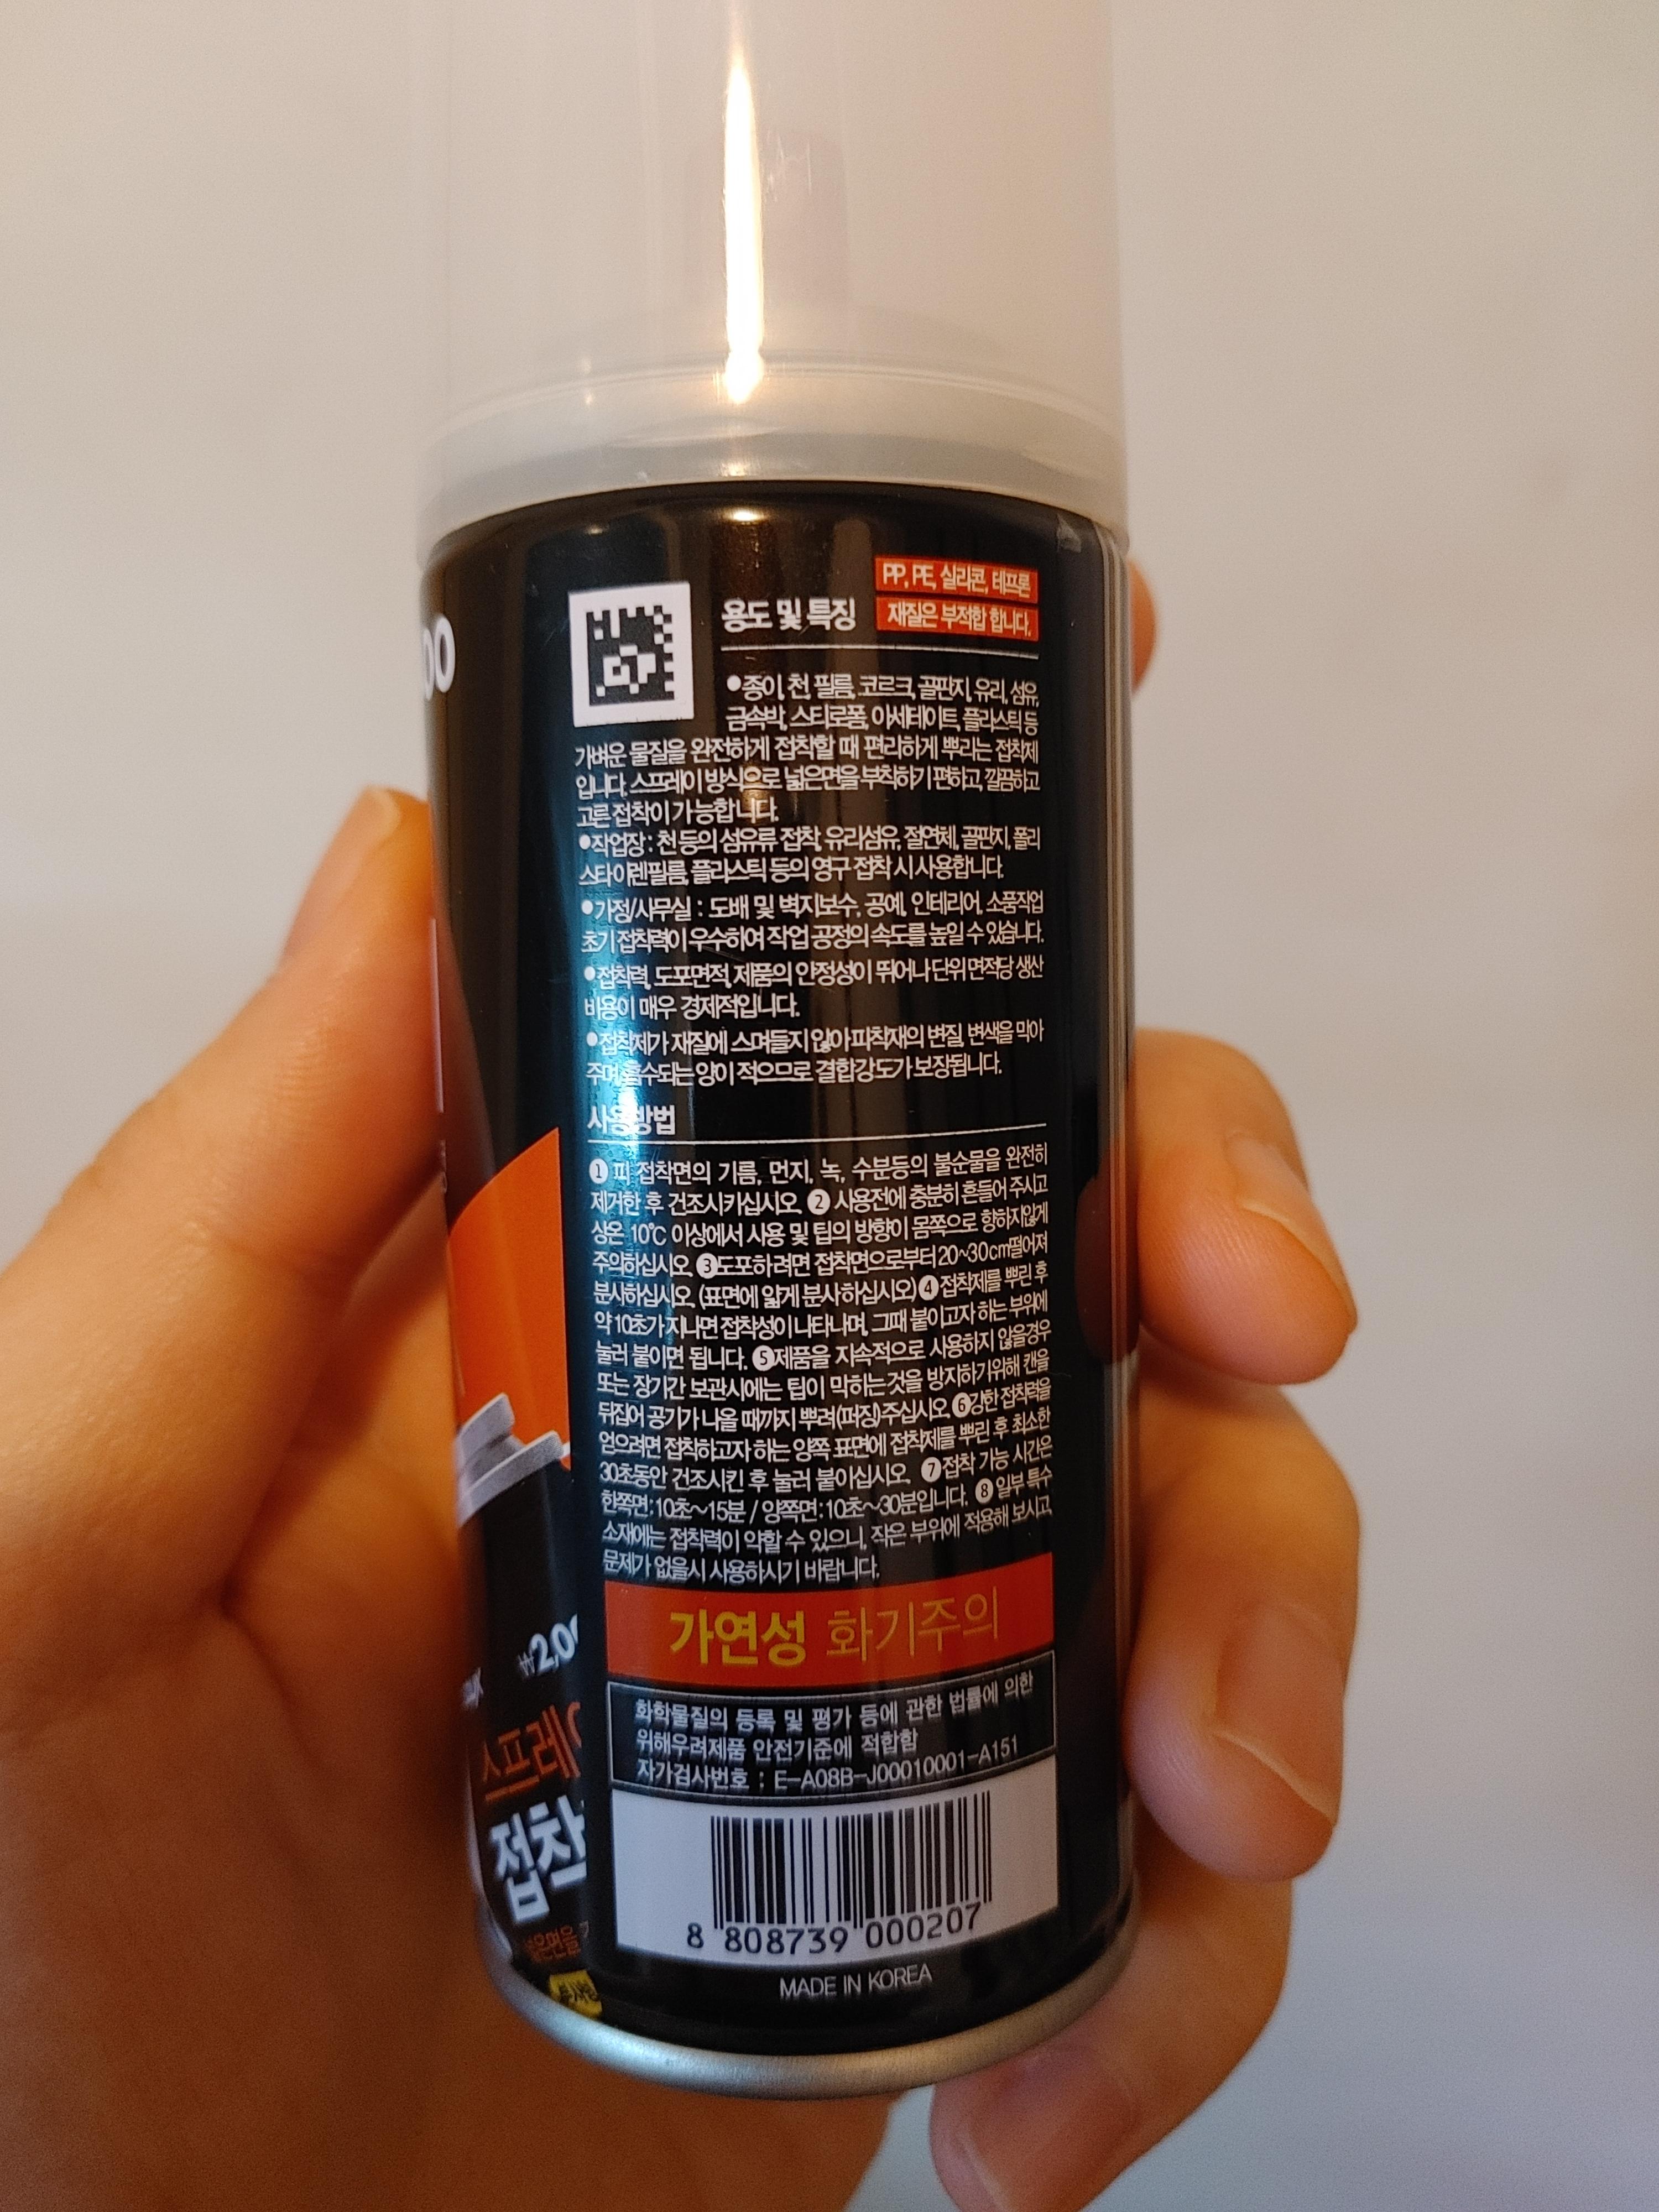 00
PP, PE, 실리콘, 테프론
재질은 부적합 합니다.
용도 및 특징
●종이, 천, 필름, 코르크, 골판지, 유리, 섬유,
금속박, 스티로폼, 아세테이트, 플라스틱 등
가벼운 물질을 완전하게 접착할 때 편리하게 뿌리는 접착제
입니다. 스프레이 방식으로 넓은면을 부착하기 편하고, 깔끔하고
고른 접착이 가능합니다.
●작업장 : 천 등의 섬유류 접착, 유리섬유, 절연체, 골판지, 폴리
스타이렌필름, 플라스틱 등의 영구 접착 시 사용합니다.
●가정/사무실 : 도배 및 벽지보수, 공예, 인테리어, 소품작업
초기 접착력이 우수하여 작업 공정의 속도를 높일 수 있습니다.
●접착력, 도포면적, 제품의 안정성이 뛰어나 단위 면적당 생산
비용이 매우 경제적입니다.
●접착제가 재질에 스며들지 않아 피착재의 변질, 변색을 막아
주며, 흡수되는 양이 적으므로 결합강도가 보장됩니다.
사용방법
❶ 피 접착면의 기름, 먼지, 녹, 수분등의 불순물을 완전히
제거한 후 건조시키십시오. ❷ 사용전에 충분히 흔들어 주시고
상온 10℃ 이상에서 사용 및 팁의 방향이 몸쪽으로 향하지않게
주의하십시오. ❸도포하려면 접착면으로부터 20~30cm떨어져
분사하십시오. (표면에 얇게 분사하십시오) ❹접착제를 뿌린 후
약 10초가 지나면 접착성이 나타나며, 그때 붙이고자 하는 부위에
눌러 붙이면 됩니다. ❺제품을 지속적으로 사용하지 않을경우
또는 장기간 보관시에는 팁이 막히는것을 방지하기위해 캔을
뒤집어 공기가 나올 때까지 뿌려(퍼징)주십시오. ❻강한 접착력을
얻으려면 접착하고자 하는 양쪽 표면에 접착제를 뿌린 후 최소한
30초동안 건조시킨 후 눌러 붙이십시오. ❼접착 가능 시간은
한쪽면:10초~15분 / 양쪽면:10초~30분입니다. ❽ 일부 특수
소재에는 접착력이 약할 수 있으니, 작은 부위에 적용해 보시고,
문제가 없을시 사용하시기 바랍니다.
가연성 화기주의
₩2,00
스프레이
접착
넓은면을
화학물질의 등록 및 평가 등에 관한 법률에 의한
위해우려제품 안전기준에 적합함
자가검사번호 : E-A08B-J00010001-A151
8 808739 000207
MADE IN KOREA